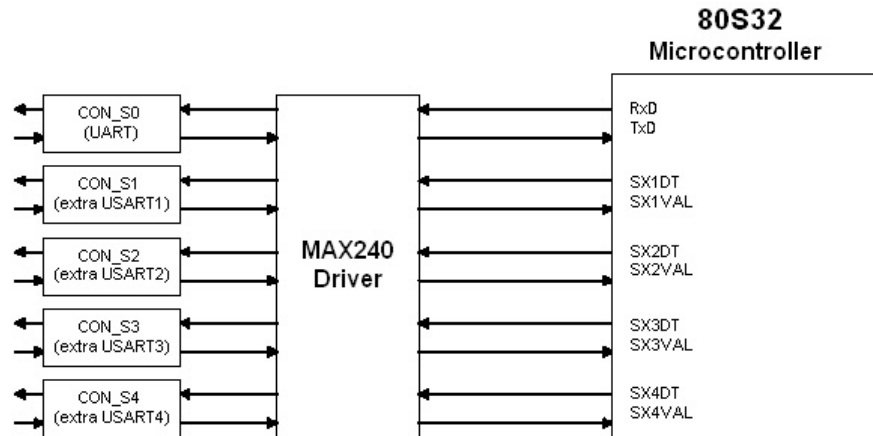 80S32
Microcontroller
CON_S0
(UART)
RxD
TxD
CON_S1
(extra USART1)
SX1DT
SX1VAL
CON_S2
(extra USART2)
MAX240
Driver
SX2DT
SX2VAL
CON_S3
(extra USART3)
SX3DT
SX3VAL
CON_S4
(extra USART4)
SX4DT
SX4VAL